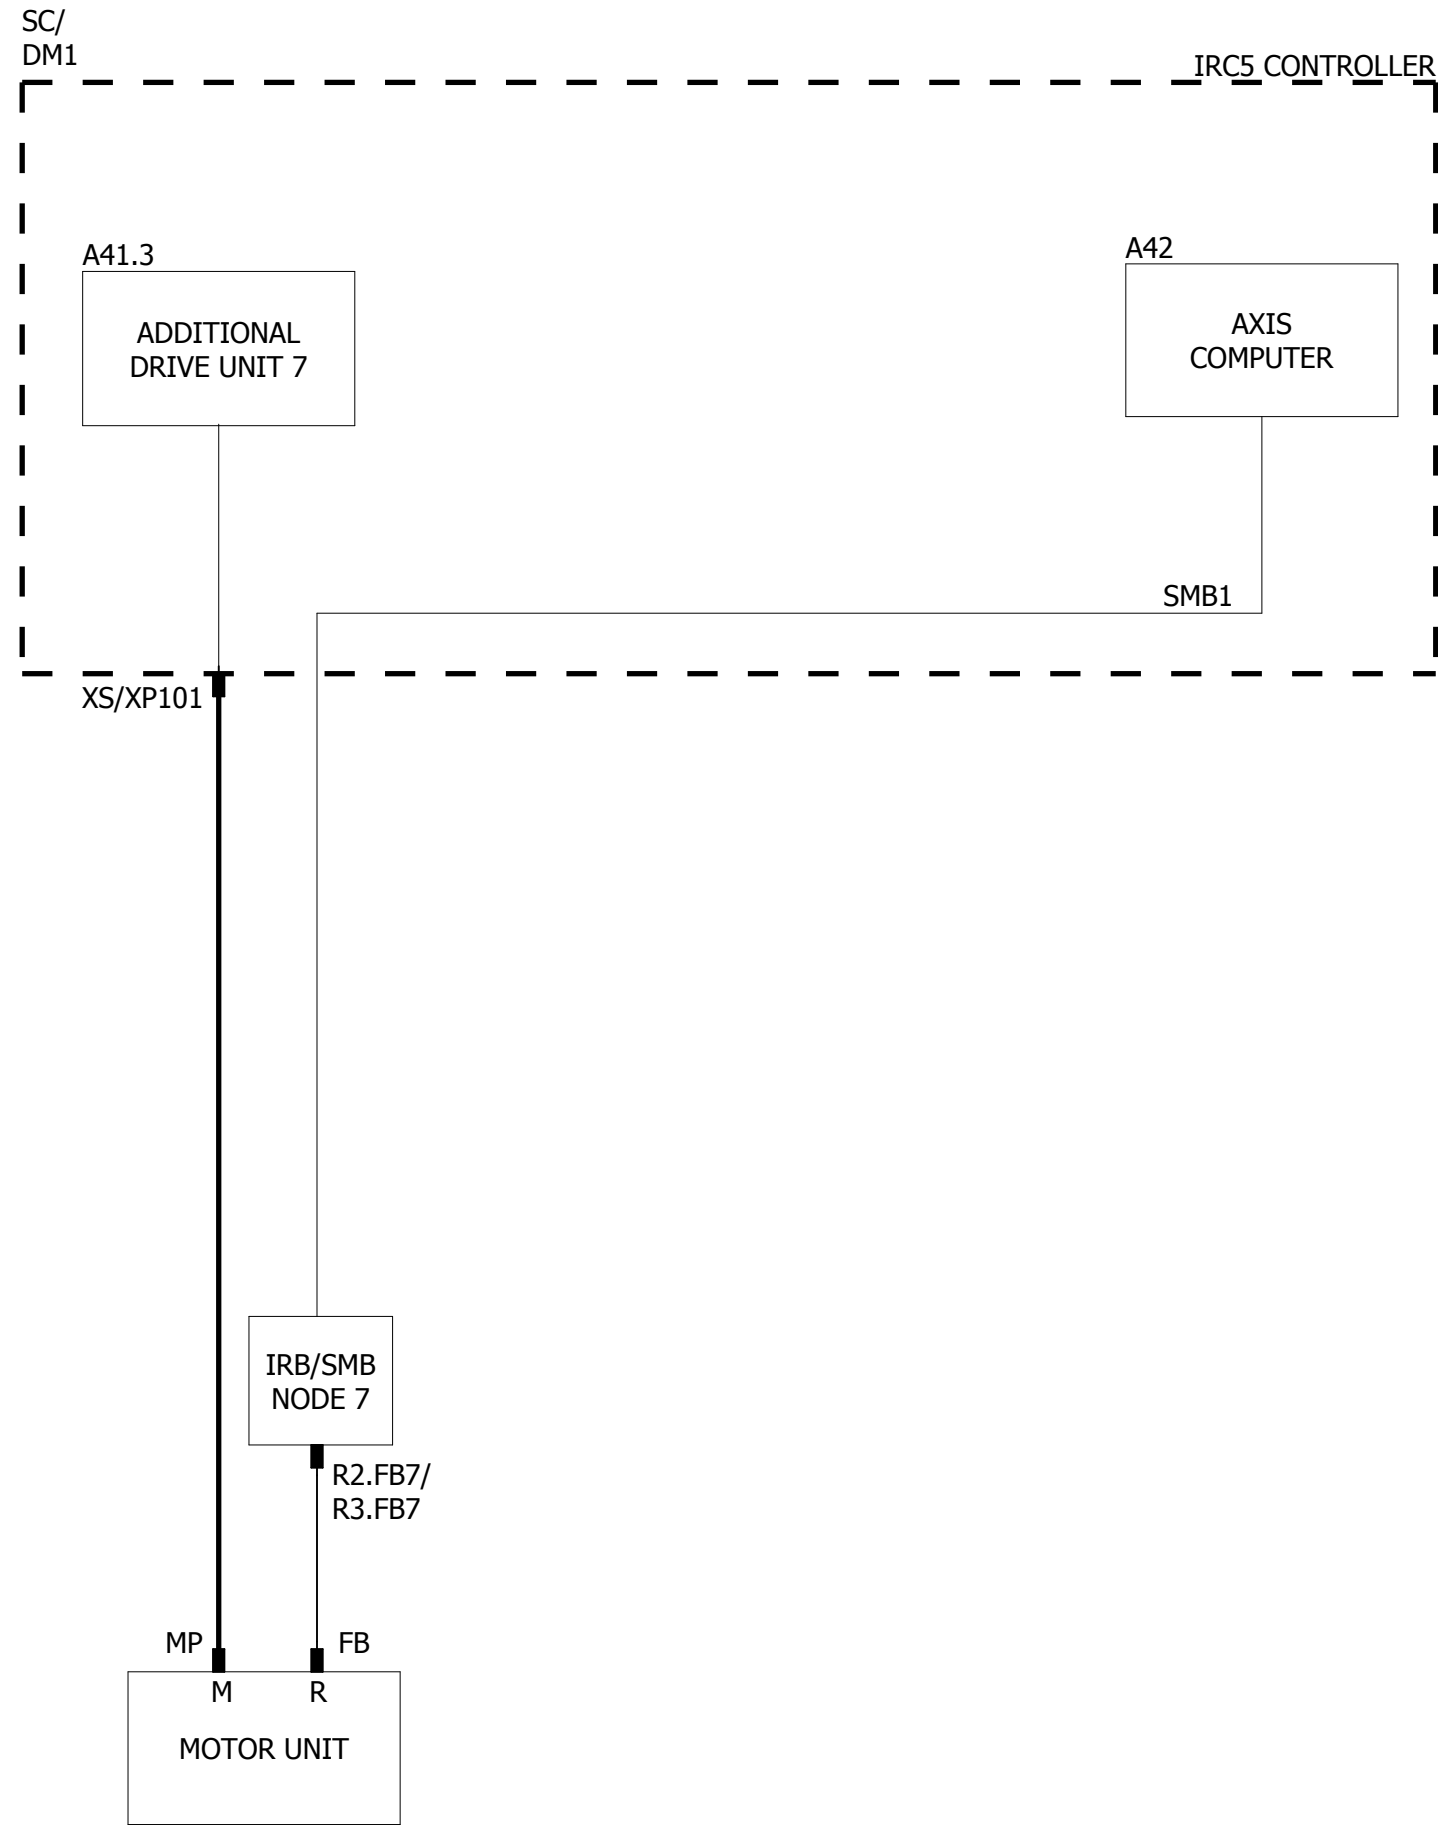 SC/
DM1
IRC5 CONTROLLER
A41.3
ADDITIONAL
DRIVE UNIT 7
A42
AXIS
COMPUTER
SMB1
XS/XP101
IRB/SMB
NODE 7
R2.FB7/
R3.FB7
MP
FB
M
R
MOTOR UNIT